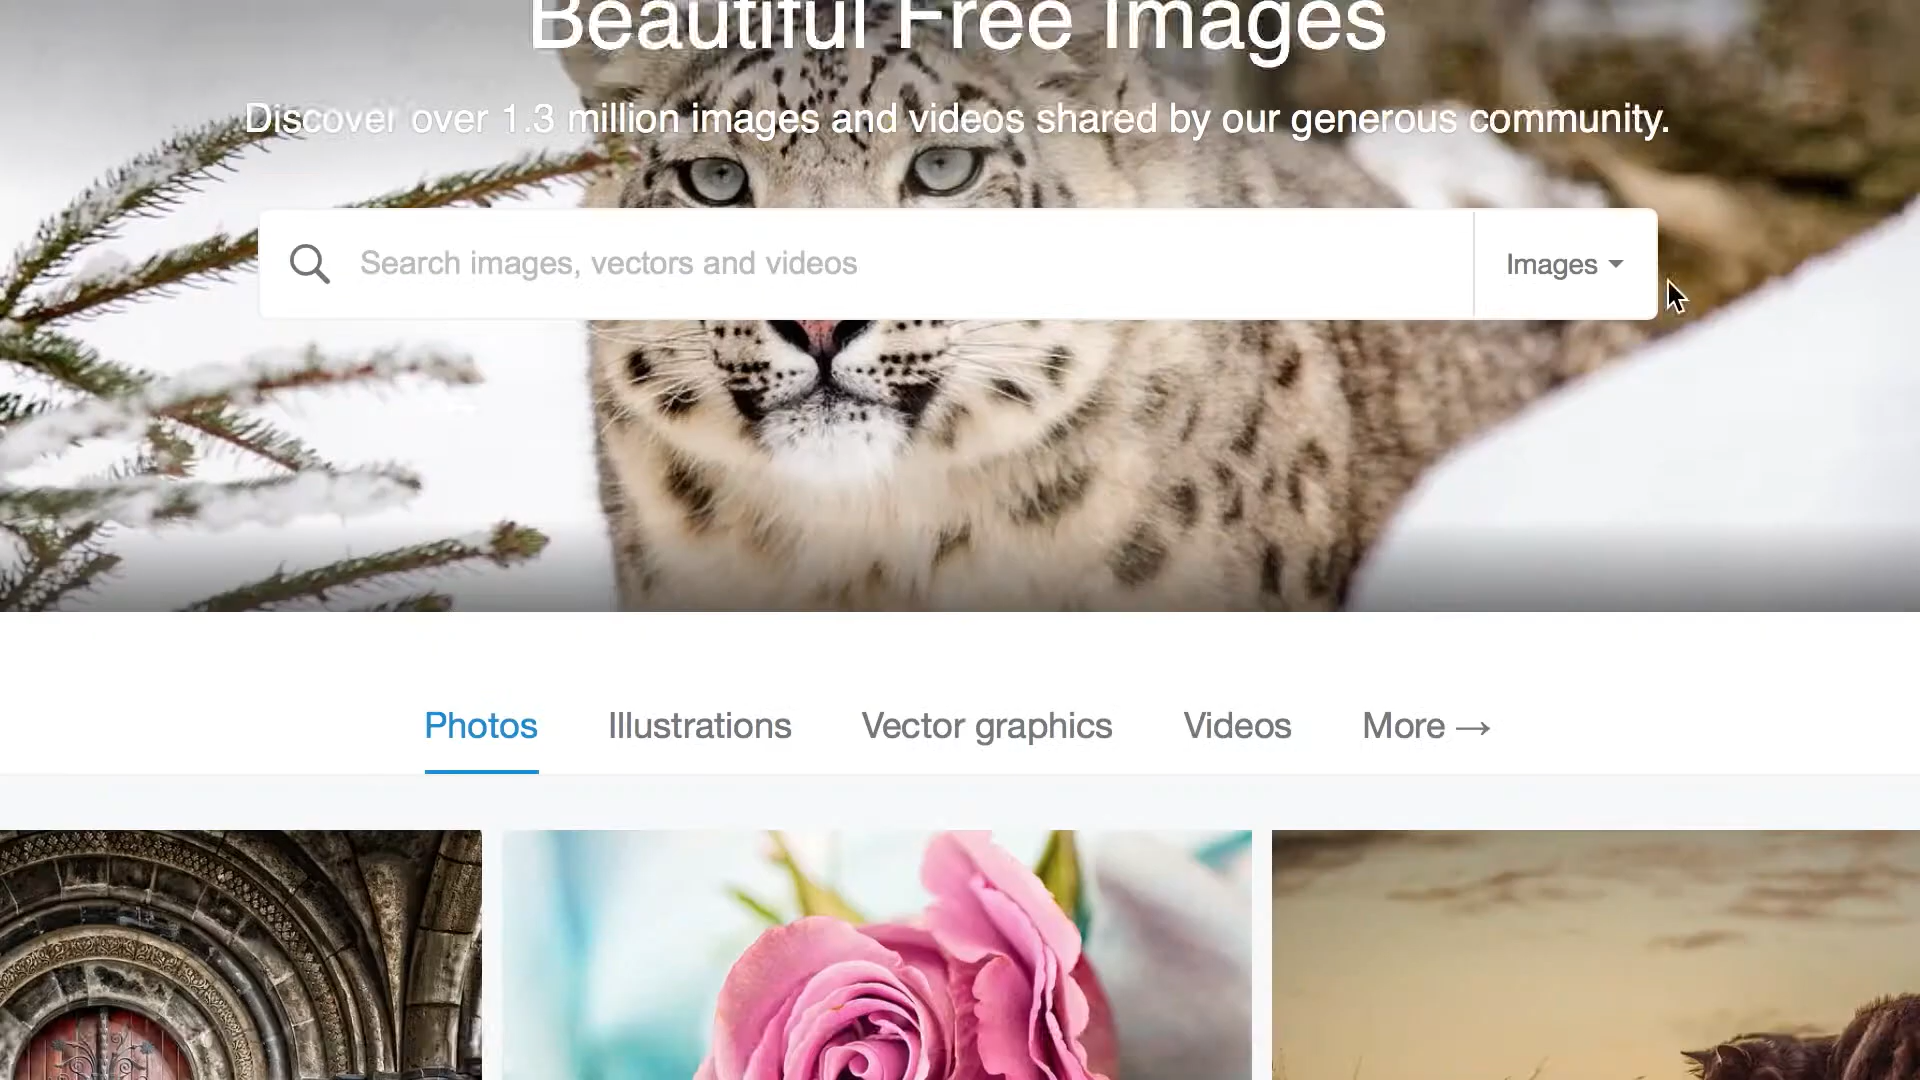 Beautiful Free Images
Discover over 1.3 million images and videos shared by our generous community.
Search images, vectors and videos
Images
Photos
Illustrations
Vector graphics
Videos
More →